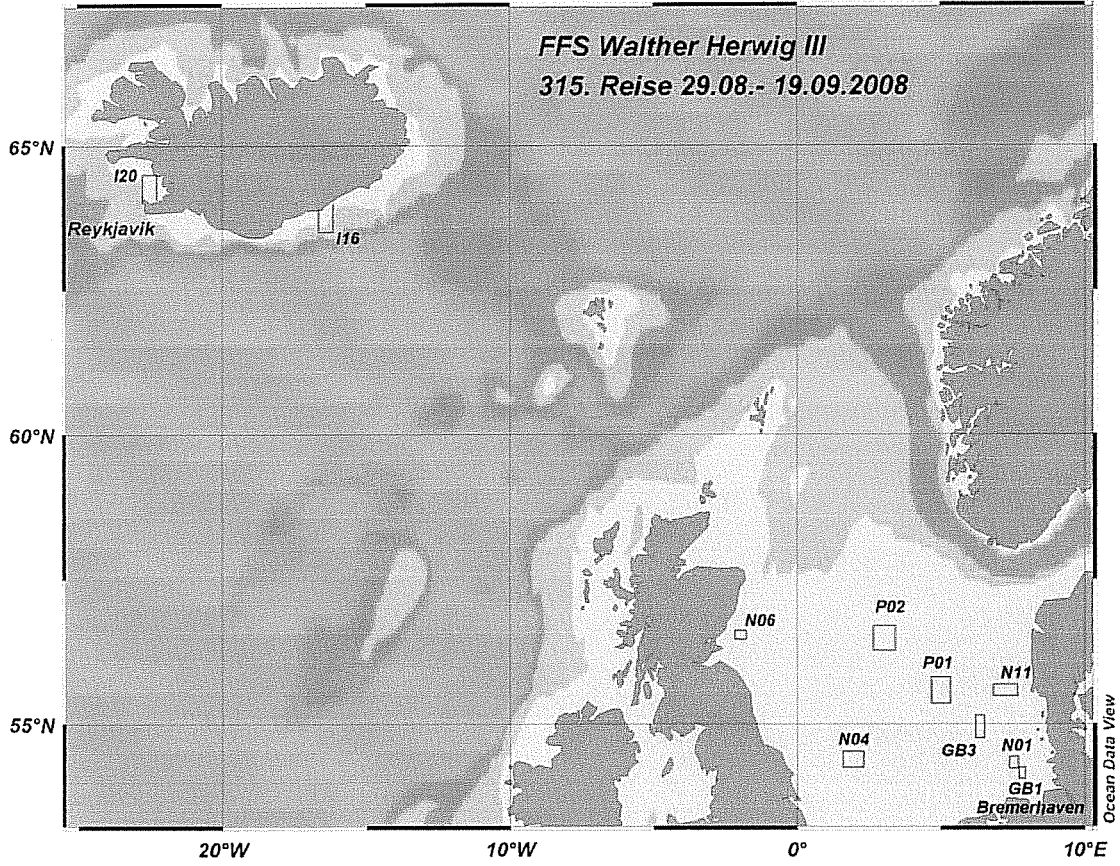 FFS Walther Herwig III
315. Reise 29.08.- 19.09.2008
65°N
I20
Reykjavik
I16
60°N
P02
N06
P01
N11
55°N
N04
GB3
N01
GB1
Bremerhaven
20°W
10°W
0°
10°E
Ocean Data View